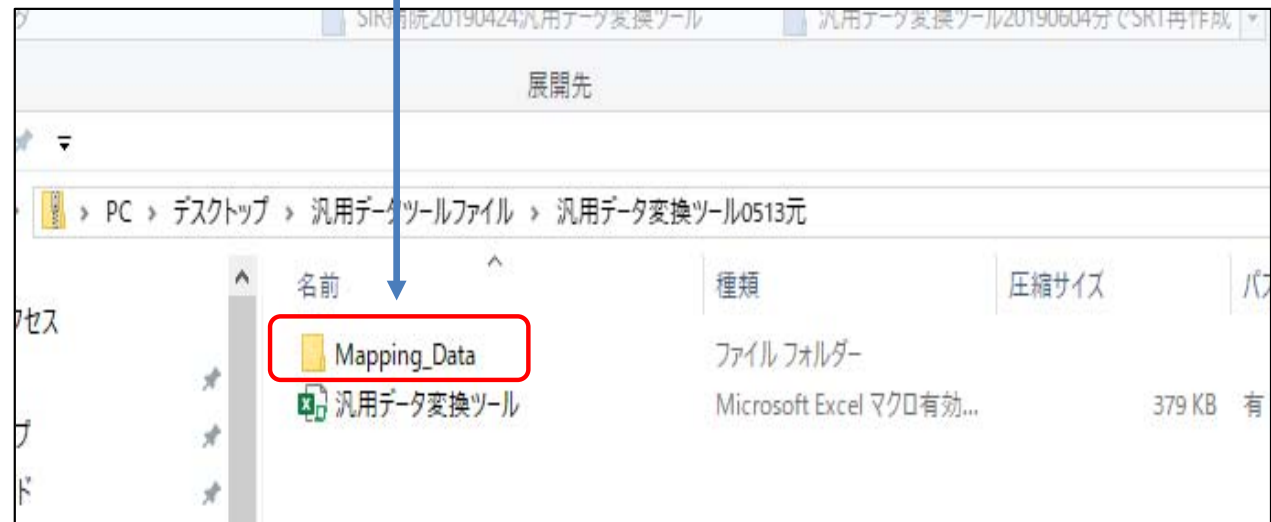 SIR病院20190424汎用データ変換ツール 汎用データ変換ツール20190604分でSRT再作成
展開先
> PC > デスクトップ > 汎用データツールファイル > 汎用データ変換ツール0513元
名前 種類 圧縮サイズ パス
クセス
Mapping_Data ファイル フォルダー
汎用データ変換ツール Microsoft Excel マクロ有効... 379 KB 有
プ
ド